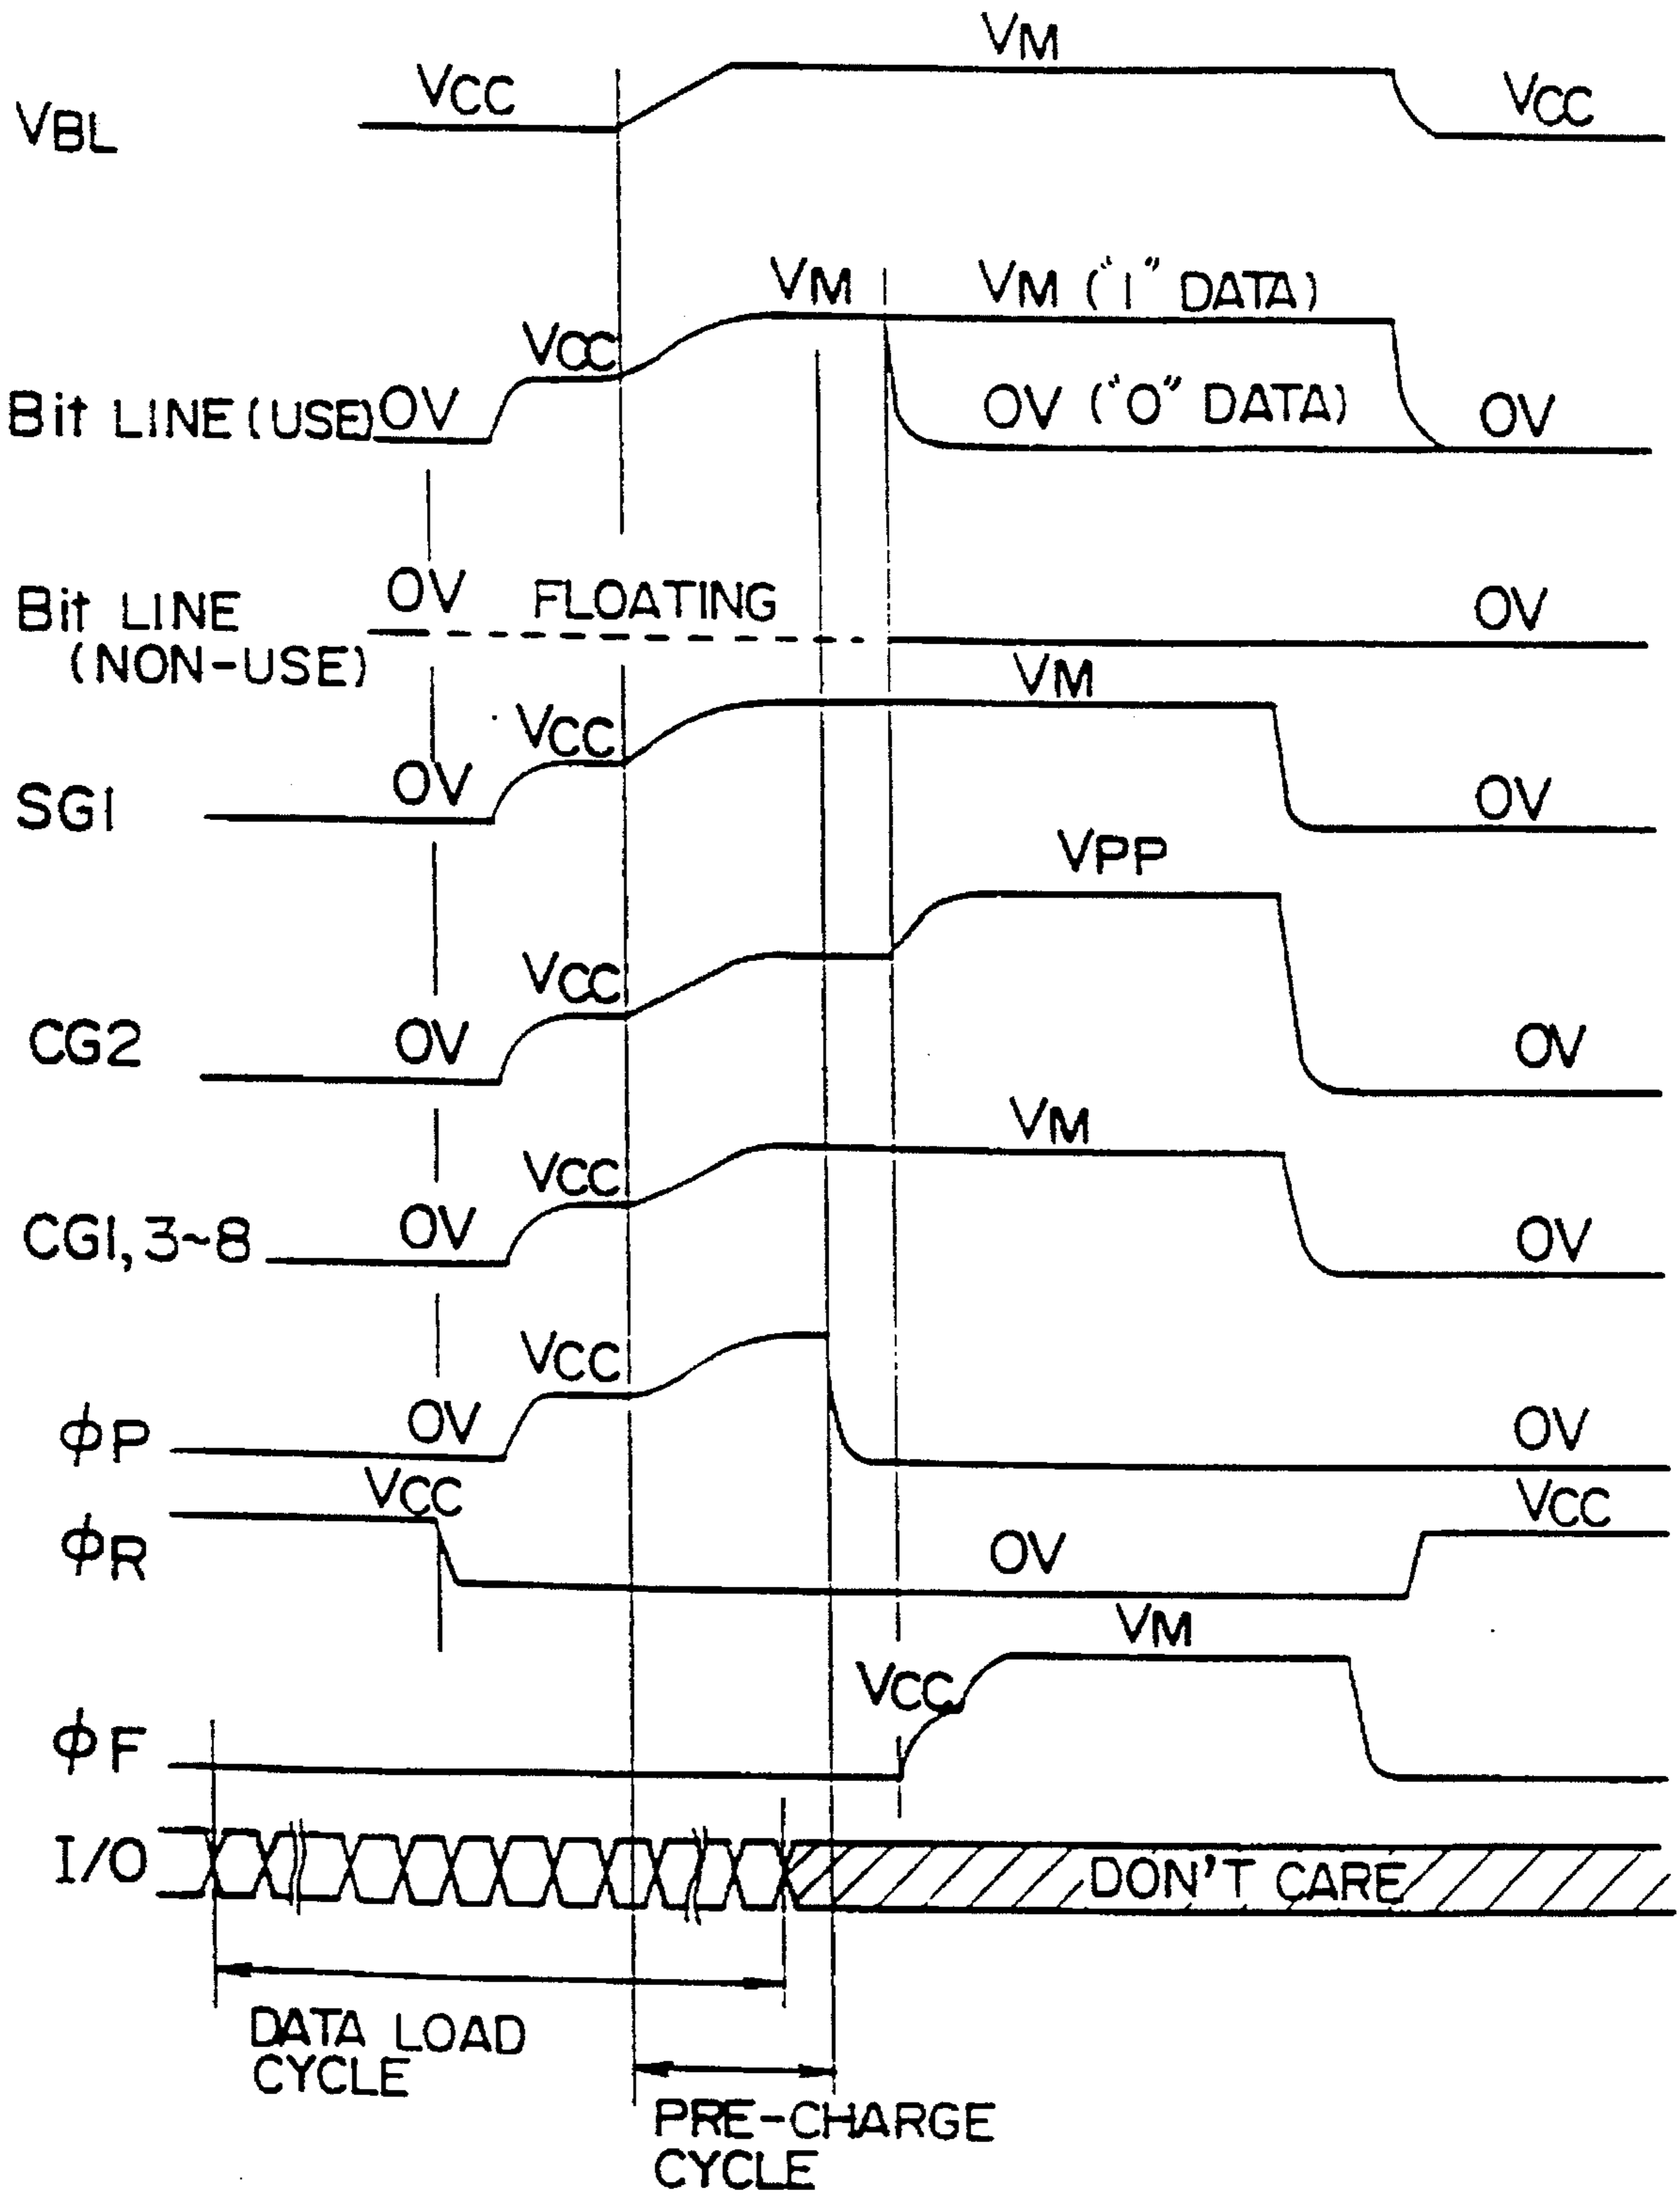 VM
VCC
VCC
VBL
VM
VM ("1" DATA)
VCC
Bit LINE (USE)
OV
OV ("0" DATA)
OV
OV
FLOATING
OV
Bit LINE
(NON-USE)
VM
VCC
OV
OV
SG1
VPP
VCC
OV
OV
CG2
VM
VCC
OV
OV
CG1, 3~8
VCC
OV
OV
φP
VCC
VCC
φR
OV
VM
VCC
φF
I/O
DON'T CARE
DATA LOAD
CYCLE
PRE-CHARGE
CYCLE